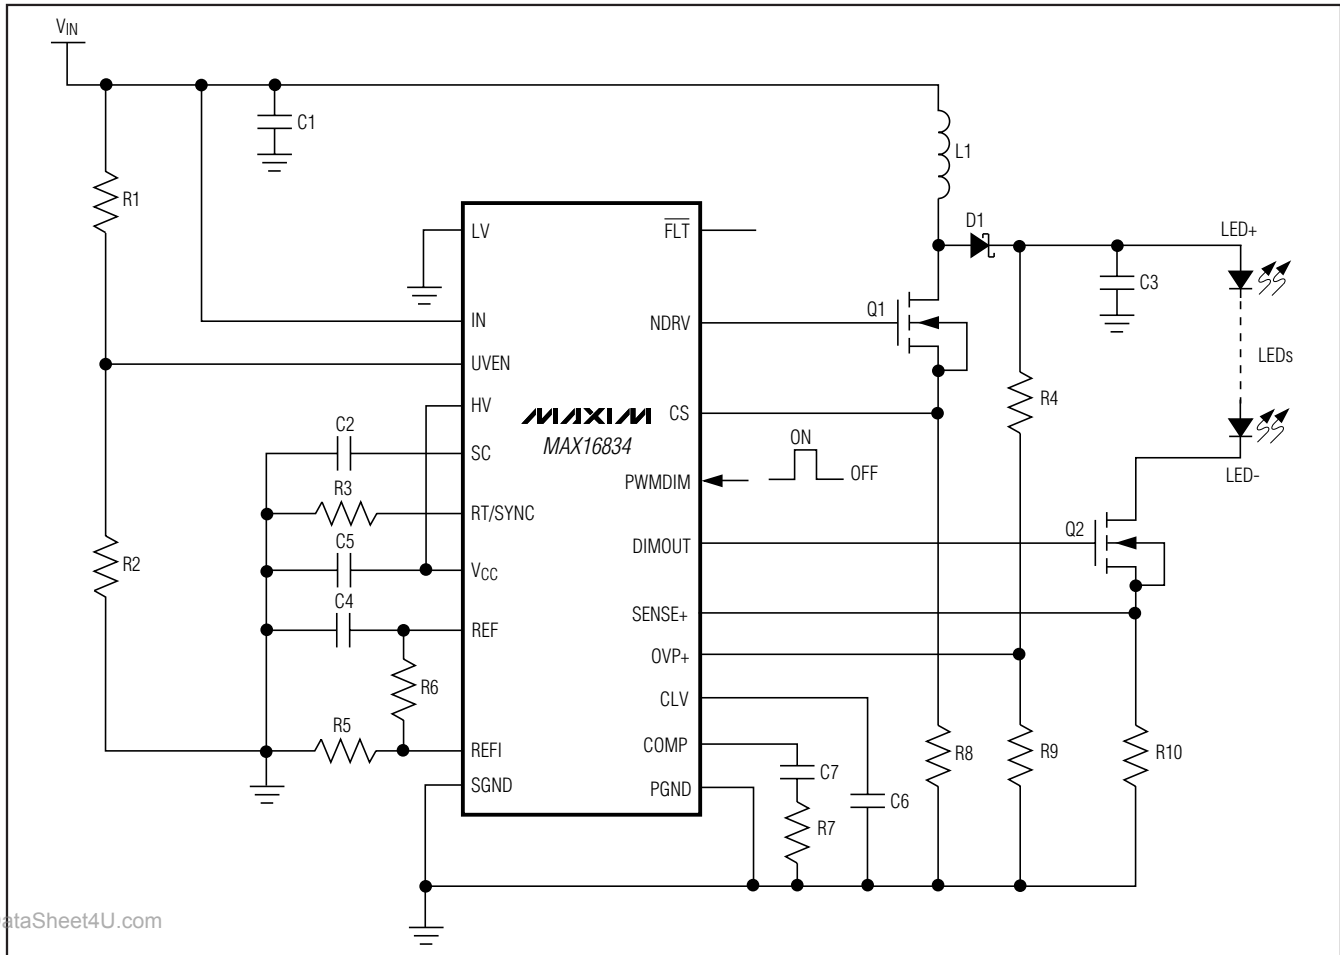 VIN
C1
L1
R1
LV
FLT
D1
LED+
C3
IN
NDRV
Q1
LEDs
UVEN
HV
MAXIM
MAX16834
CS
R4
C2
SC
ON
OFF
PWMDIM
LED-
R3
RT/SYNC
Q2
C5
DIMOUT
R2
VCC
C4
REF
SENSE+
OVP+
R6
CLV
R5
REFI
COMP
R8
R9
R10
C7
SGND
PGND
C6
R7
DataSheet4U.com